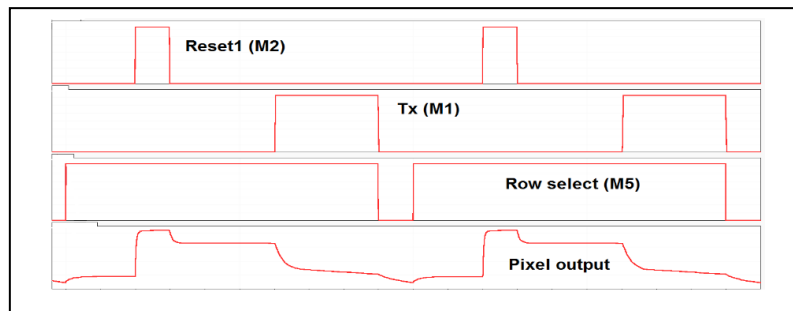 Reset1 (M2)
Tx (M1)
Row select (M5)
Pixel output